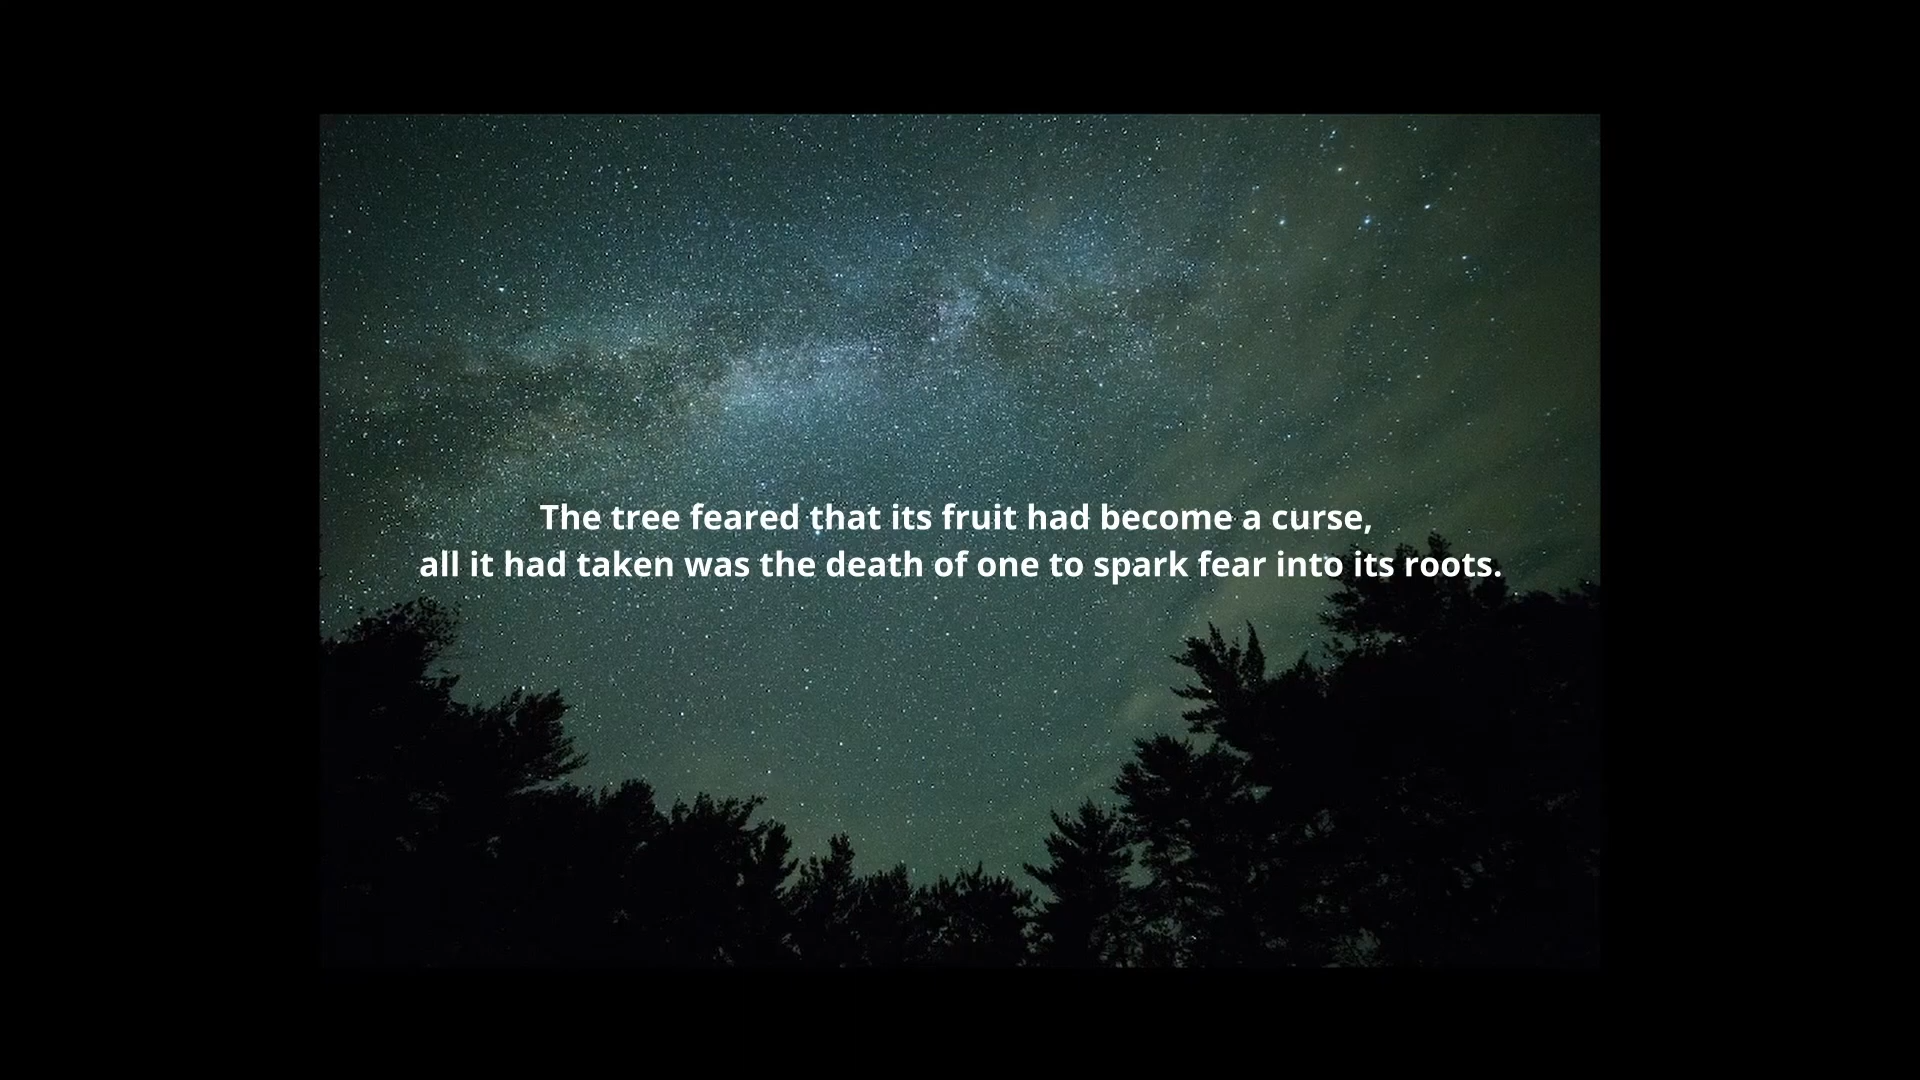 The tree feared that its fruit had become a curse,
all it had taken was the death of one to spark fear into its roots.